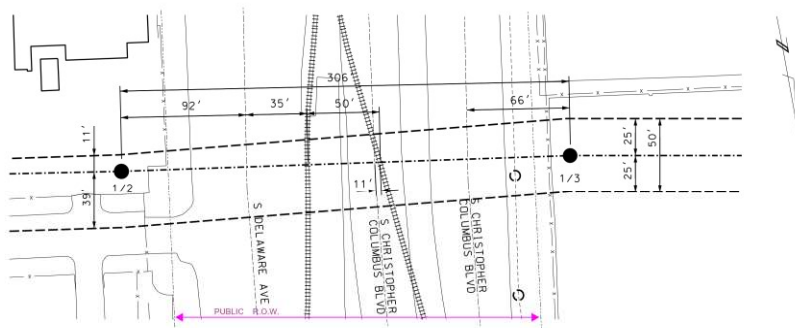 306
92'
35'
50'
66'
11'
25'
50'
1/2
11'
1/3
25'
39'
S DELAWARE AVE
S CHRISTOPHER
COLUMBUS BLVD
S CHRISTOPHER
COLUMBUS BLVD
PUBLIC R.O.W.